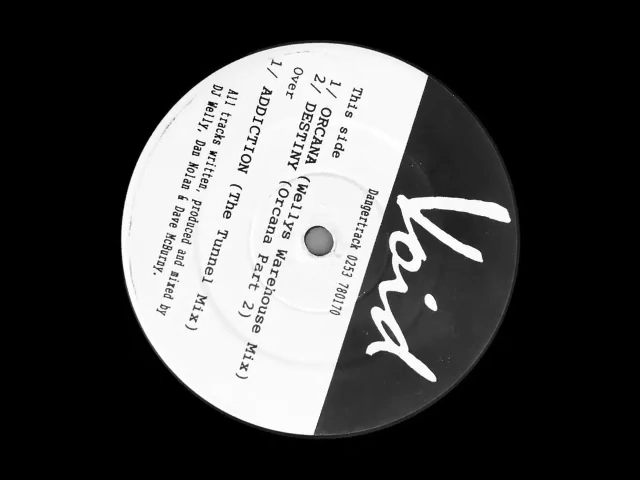 Void
Dangertrack 0253 780170
This side
1/ ORCANA (Wellys Warehouse Mix)
2/ DESTINY (Orcana Part 2)
Over
1/ ADDICTION (The Tunnel Mix)
All tracks written, produced and mixed by
DJ Welly, Dan Nolan & Dave McBurny.